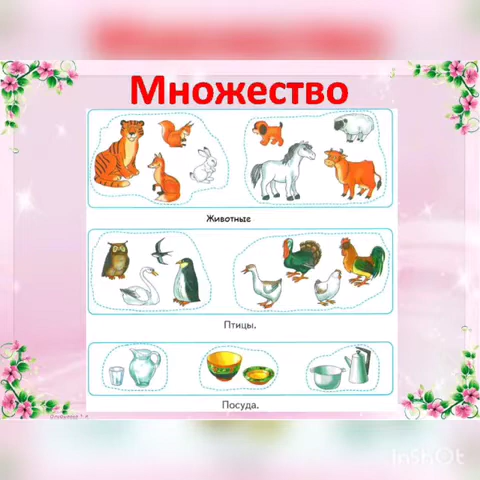 Множество
Животные
Птицы.
Посуда.
InShOt